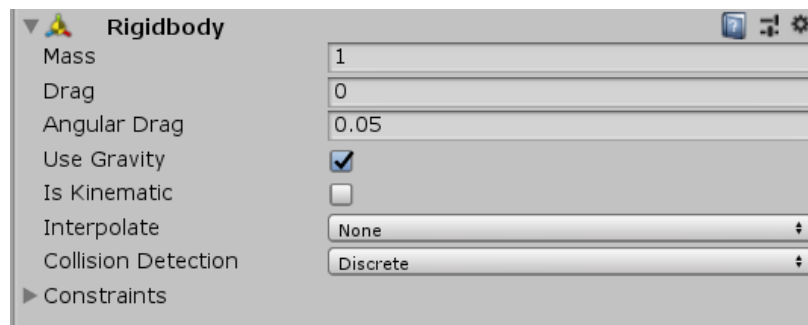 Rigidbody
Mass 1
Drag 0
Angular Drag 0.05
Use Gravity
Is Kinematic
Interpolate None
Collision Detection Discrete
Constraints